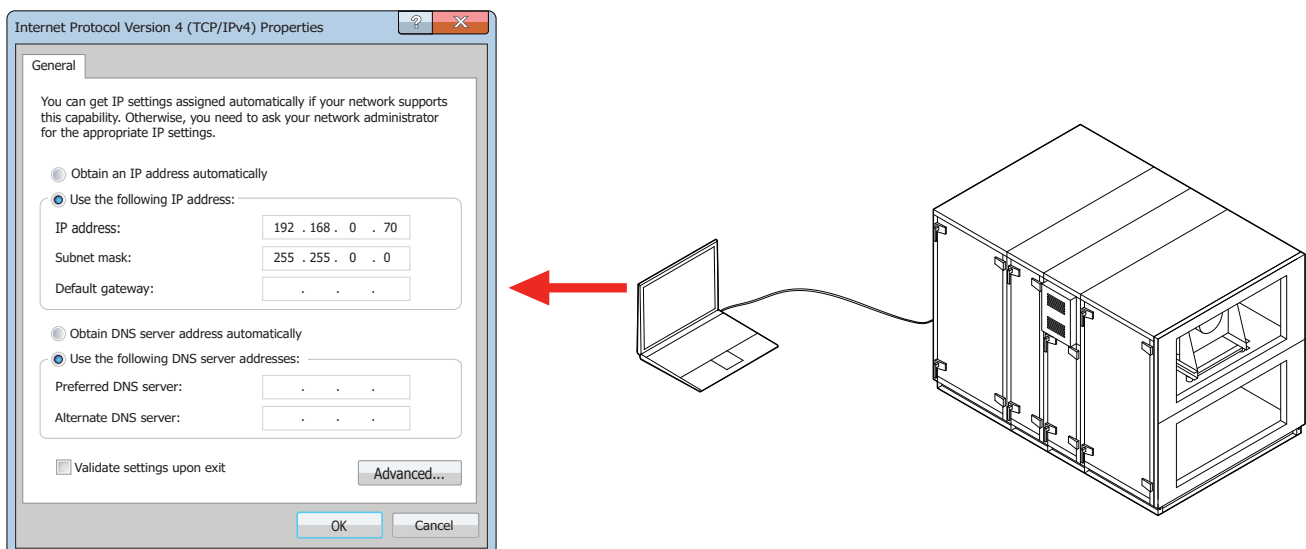 Internet Protocol Version 4 (TCP/IPv4) Properties
?
X
General
You can get IP settings assigned automatically if your network supports
this capability. Otherwise, you need to ask your network administrator
for the appropriate IP settings.
Obtain an IP address automatically
Use the following IP address:
IP address: 192 . 168 . 0 . 70
Subnet mask: 255 . 255 . 0 . 0
Default gateway: . . .
Obtain DNS server address automatically
Use the following DNS server addresses:
Preferred DNS server: . . .
Alternate DNS server: . . .
Validate settings upon exit
Advanced...
OK Cancel